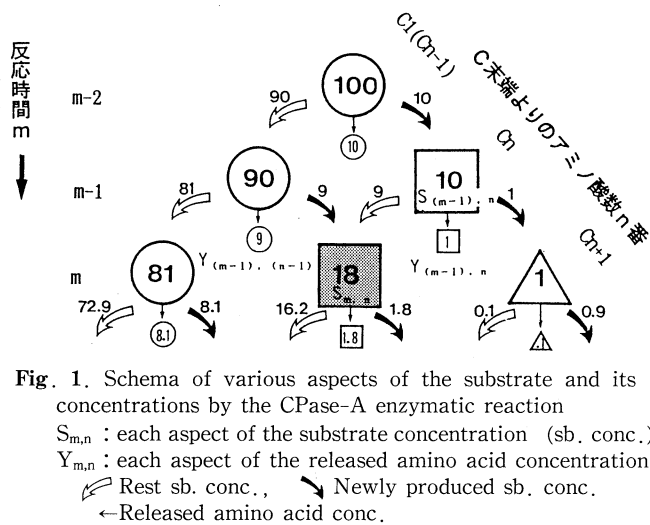 反応時間m
C1(Cn-1)
C末端よりのアミノ酸数n番
m-2
90
100
10
10
Cn
m-1
81
90
9
9
10
S(m-1).n
1
9
1
Cn+1
m
81
Y(m-1).(n-1)
18
Sm,n
Y(m-1).n
1
72.9
8.1
8.1
16.2
1.8
1.8
0.1
.1
0.9
Fig. 1. Schema of various aspects of the substrate and its
concentrations by the CPase-A enzymatic reaction
Sm,n : each aspect of the substrate concentration (sb. conc.)
Ym,n : each aspect of the released amino acid concentration
Rest sb. conc., Newly produced sb. conc.
←Released amino acid conc.